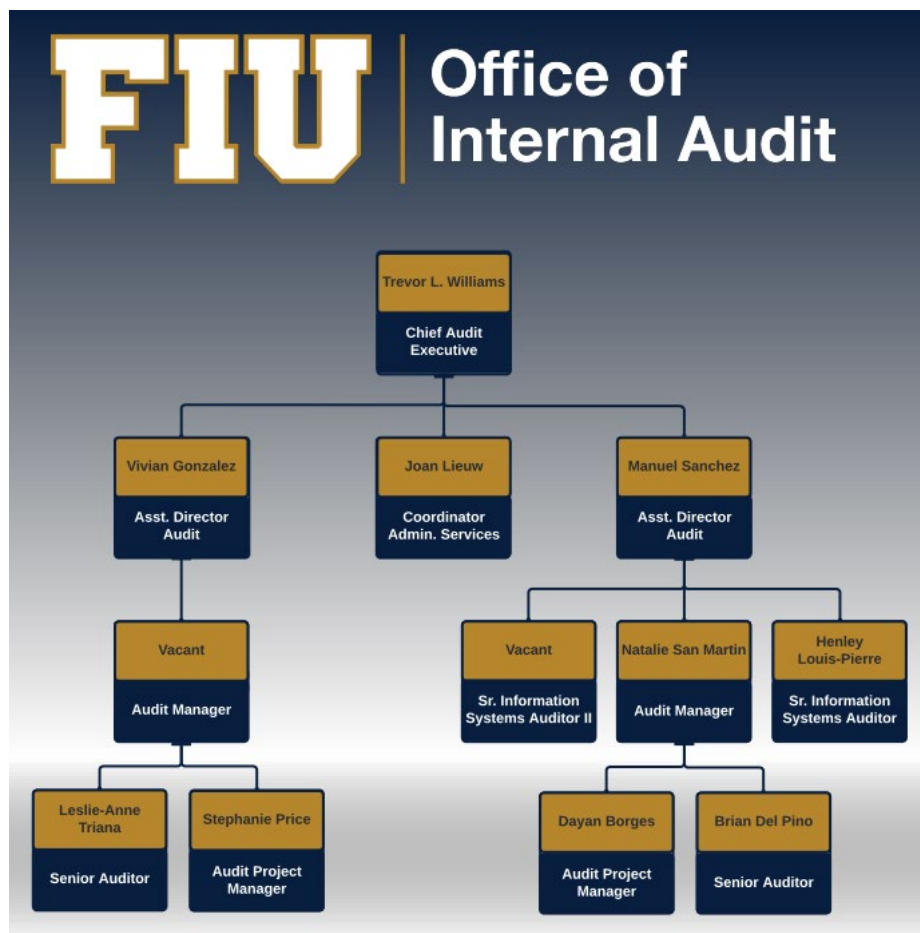 FIU
Office of
Internal Audit
Trevor L. Williams
Chief Audit
Executive
Vivian Gonzalez
Asst. Director
Audit
Joan Lieuw
Coordinator
Admin. Services
Manuel Sanchez
Asst. Director
Audit
Vacant
Audit Manager
Vacant
Sr. Information
Systems Auditor II
Natalie San Martin
Audit Manager
Henley
Louis-Pierre
Sr. Information
Systems Auditor
Leslie-Anne
Triana
Senior Auditor
Stephanie Price
Audit Project
Manager
Dayan Borges
Audit Project
Manager
Brian Del Pino
Senior Auditor